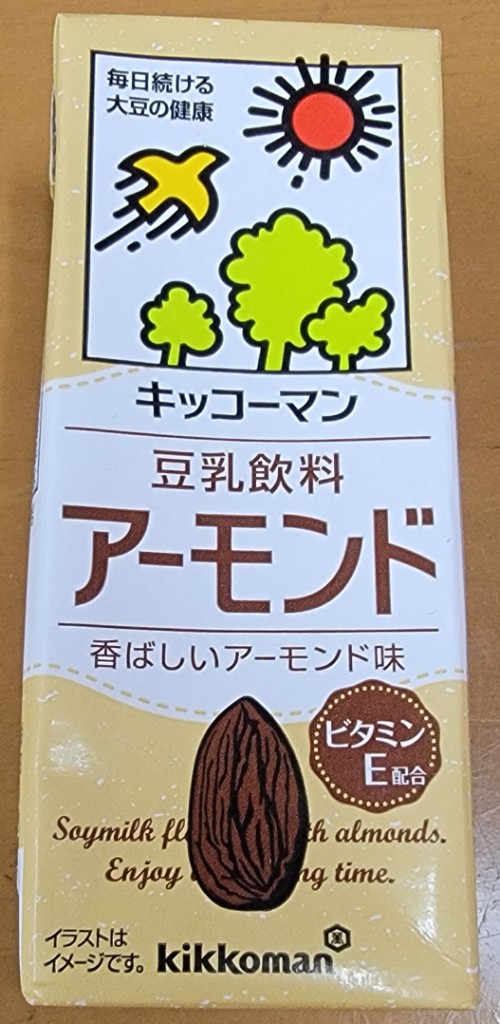 毎日続ける
大豆の健康
キッコーマン
豆乳飲料
アーモンド
香ばしいアーモンド味
ビタミン
E配合
Soymilk almonds.
Enjoy time.
イラストは
イメージです。
kikkoman